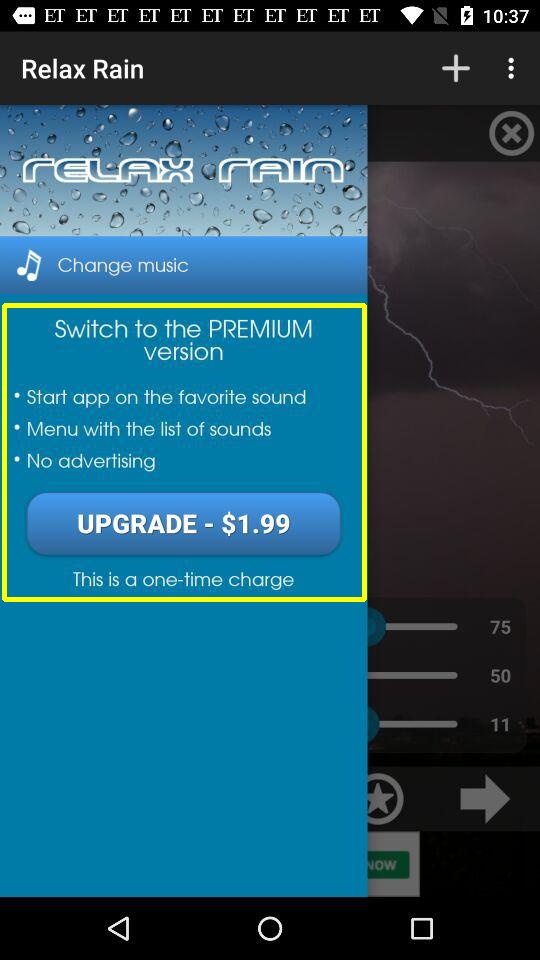 ET ET ET ET ET ET ET ET ET ET ET 10:37
Relax Rain
RELAX RAIN
Change music
Switch to the PREMIUM
version
• Start app on the favorite sound
• Menu with the list of sounds
• No advertising
UPGRADE - $1.99
This is a one-time charge
75
50
11
NOW